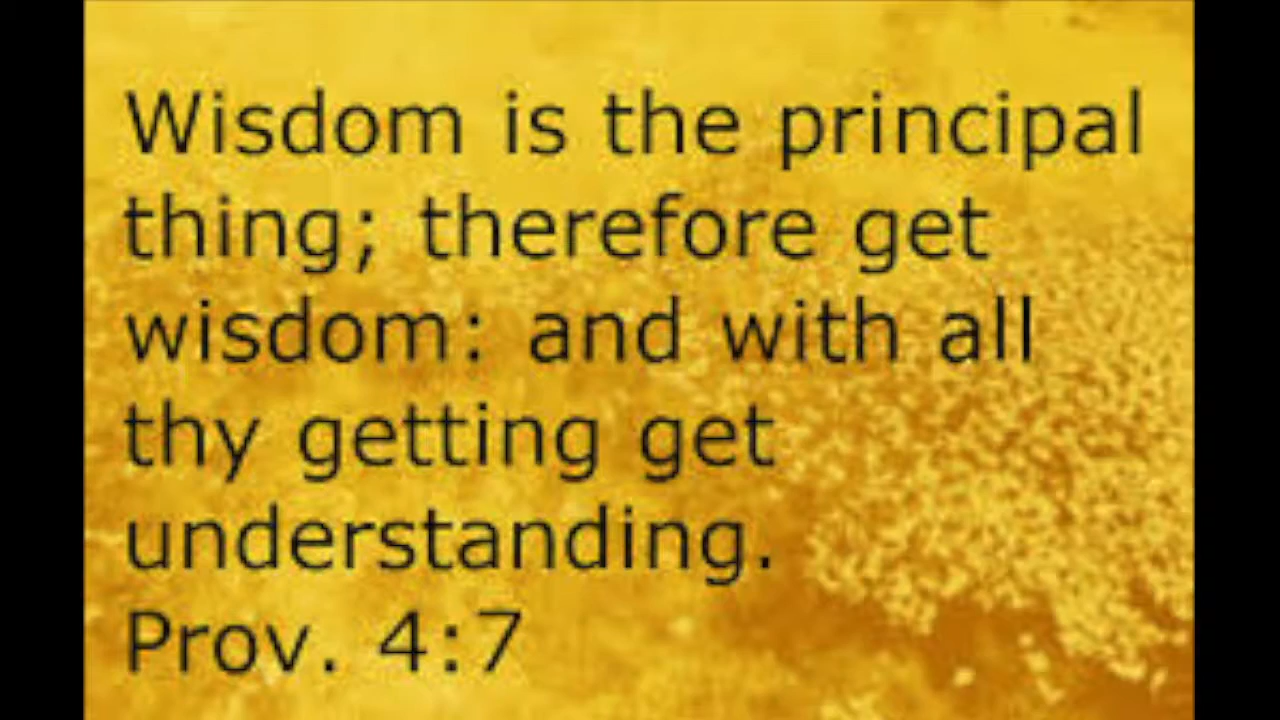 Wisdom is the principal
thing; therefore get
wisdom: and with all
thy getting get
understanding.
Prov. 4:7